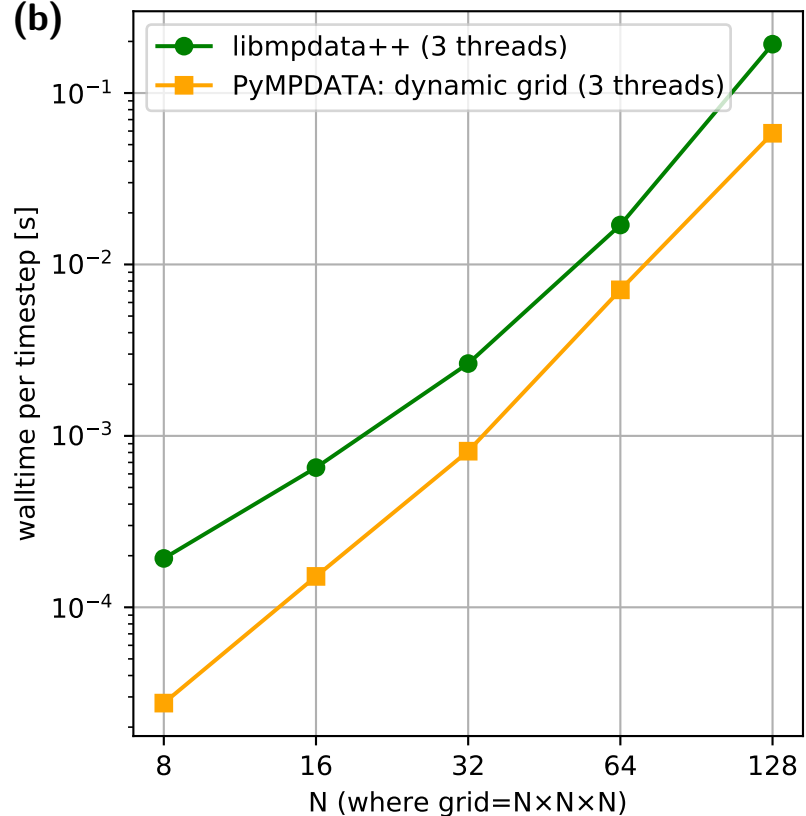 (b)
libmpdata++ (3 threads)
PyMPDATA: dynamic grid (3 threads)
10⁻¹
10⁻²
10⁻³
10⁻⁴
walltime per timestep [s]
8 16 32 64 128
N (where grid=N×N×N)